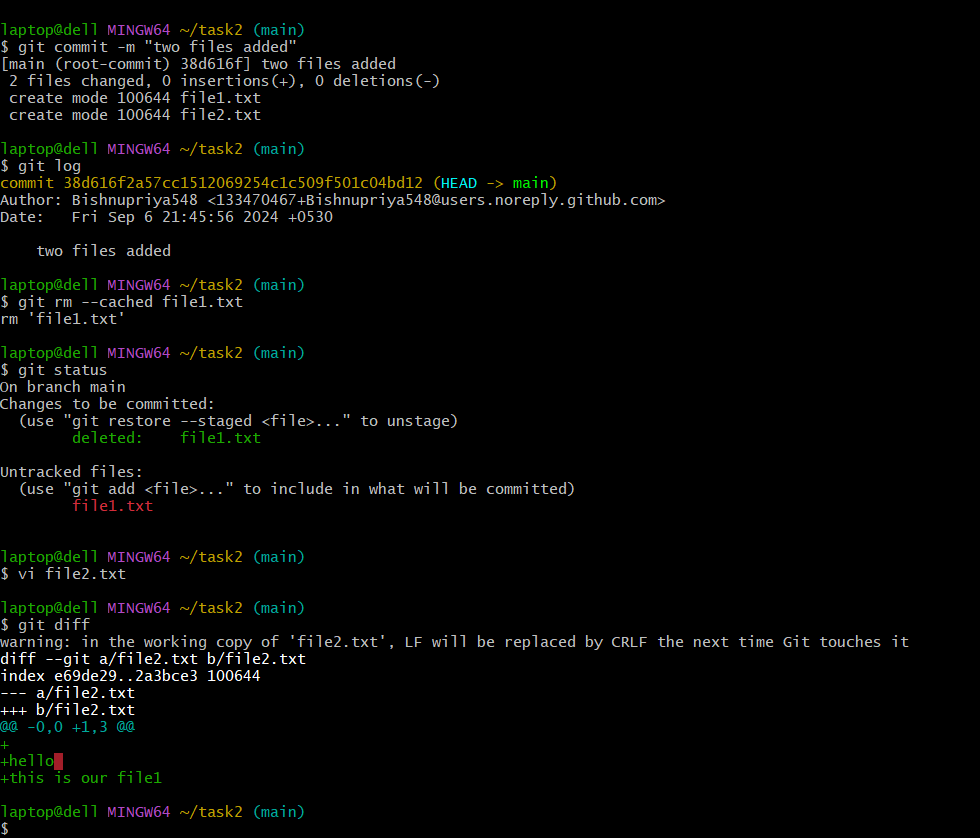 laptop@dell MINGW64 ~/task2 (main)
$ git commit -m "two files added"
[main (root-commit) 38d616f] two files added
 2 files changed, 0 insertions(+), 0 deletions(-)
 create mode 100644 file1.txt
 create mode 100644 file2.txt

laptop@dell MINGW64 ~/task2 (main)
$ git log
commit 38d616f2a57cc1512069254c1c509f501c04bd12 (HEAD -> main)
Author: Bishnupriya548 <133470467+Bishnupriya548@users.noreply.github.com>
Date:   Fri Sep 6 21:45:56 2024 +0530

    two files added

laptop@dell MINGW64 ~/task2 (main)
$ git rm --cached file1.txt
rm 'file1.txt'

laptop@dell MINGW64 ~/task2 (main)
$ git status
On branch main
Changes to be committed:
  (use "git restore --staged <file>..." to unstage)
        deleted:    file1.txt

Untracked files:
  (use "git add <file>..." to include in what will be committed)
        file1.txt


laptop@dell MINGW64 ~/task2 (main)
$ vi file2.txt

laptop@dell MINGW64 ~/task2 (main)
$ git diff
warning: in the working copy of 'file2.txt', LF will be replaced by CRLF the next time Git touches it
diff --git a/file2.txt b/file2.txt
index e69de29..2a3bce3 100644
--- a/file2.txt
+++ b/file2.txt
@@ -0,0 +1,3 @@
+
+hello
+this is our file1

laptop@dell MINGW64 ~/task2 (main)
$